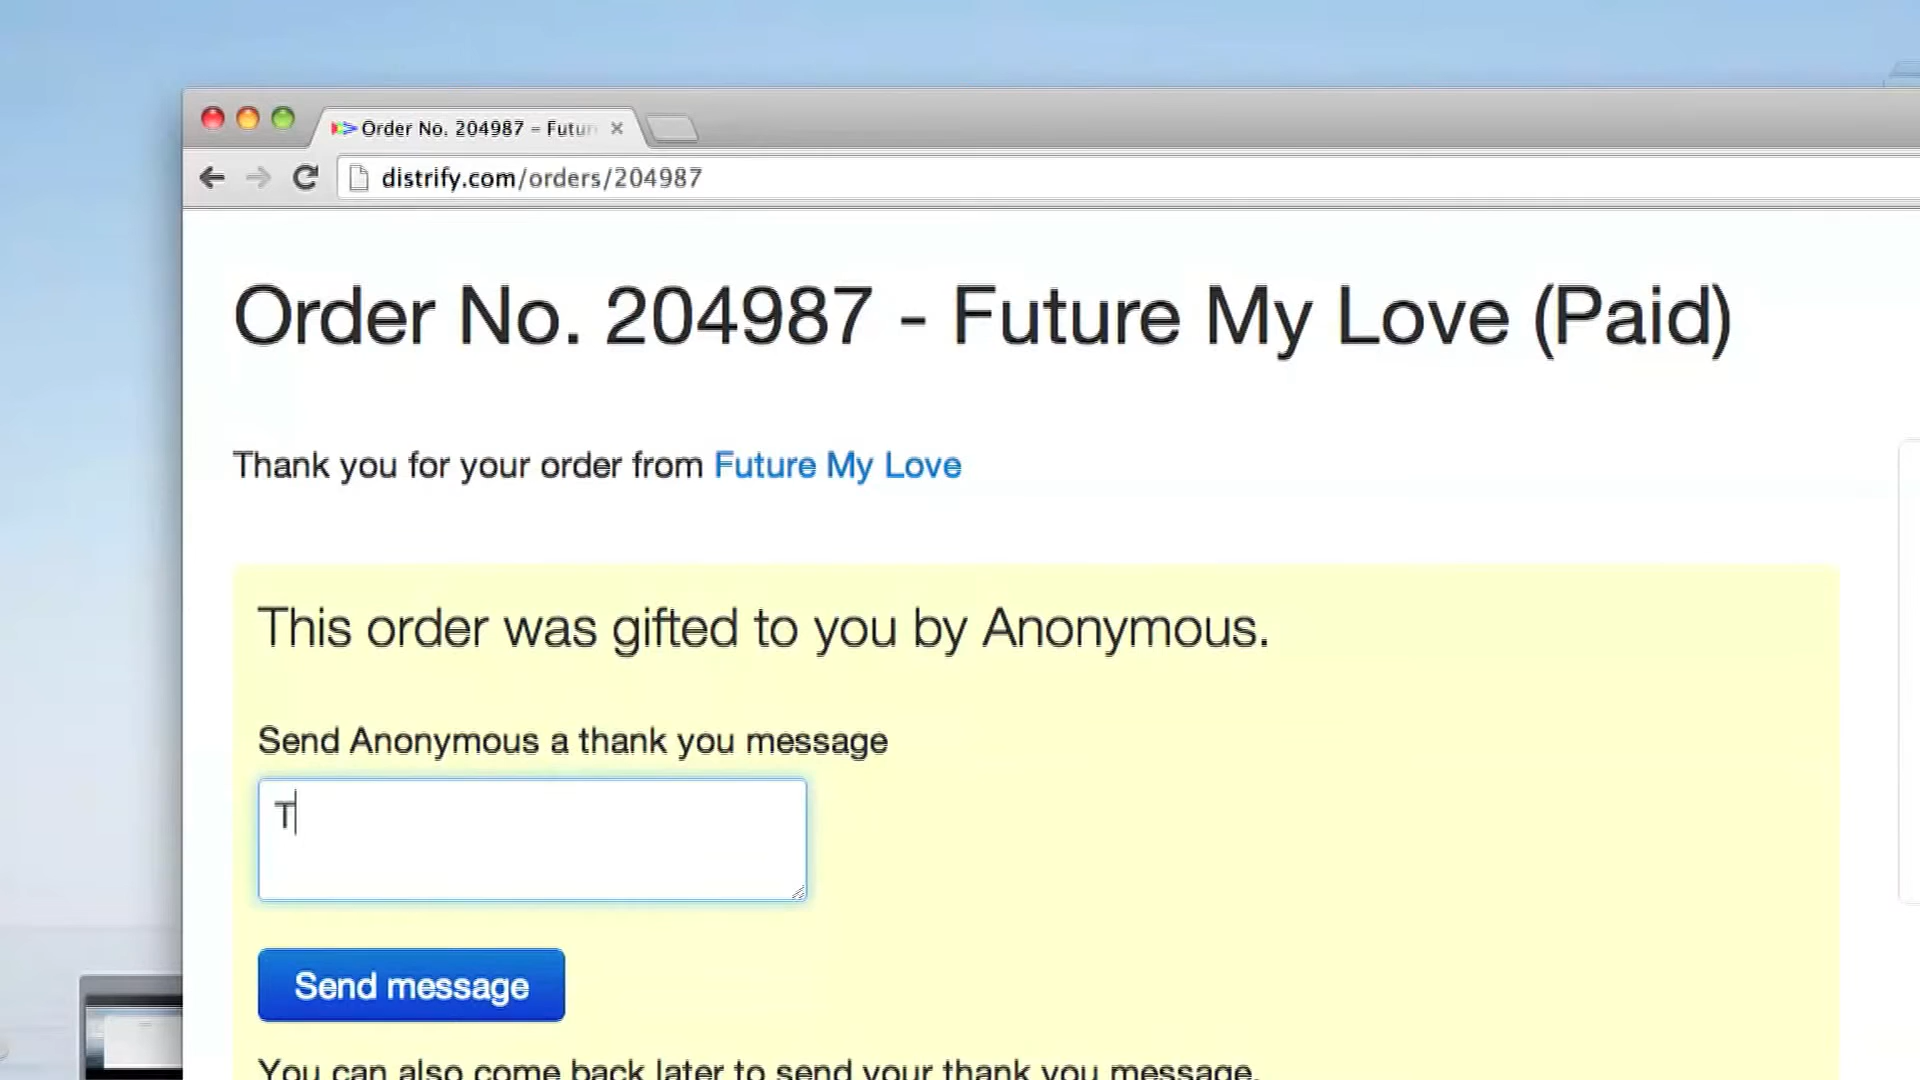 Order No. 204987 – Futur
distrify.com/orders/204987
Order No. 204987 - Future My Love (Paid)
Thank you for your order from Future My Love
This order was gifted to you by Anonymous.
Send Anonymous a thank you message
T
Send message
You can also come back later to send your thank you message.